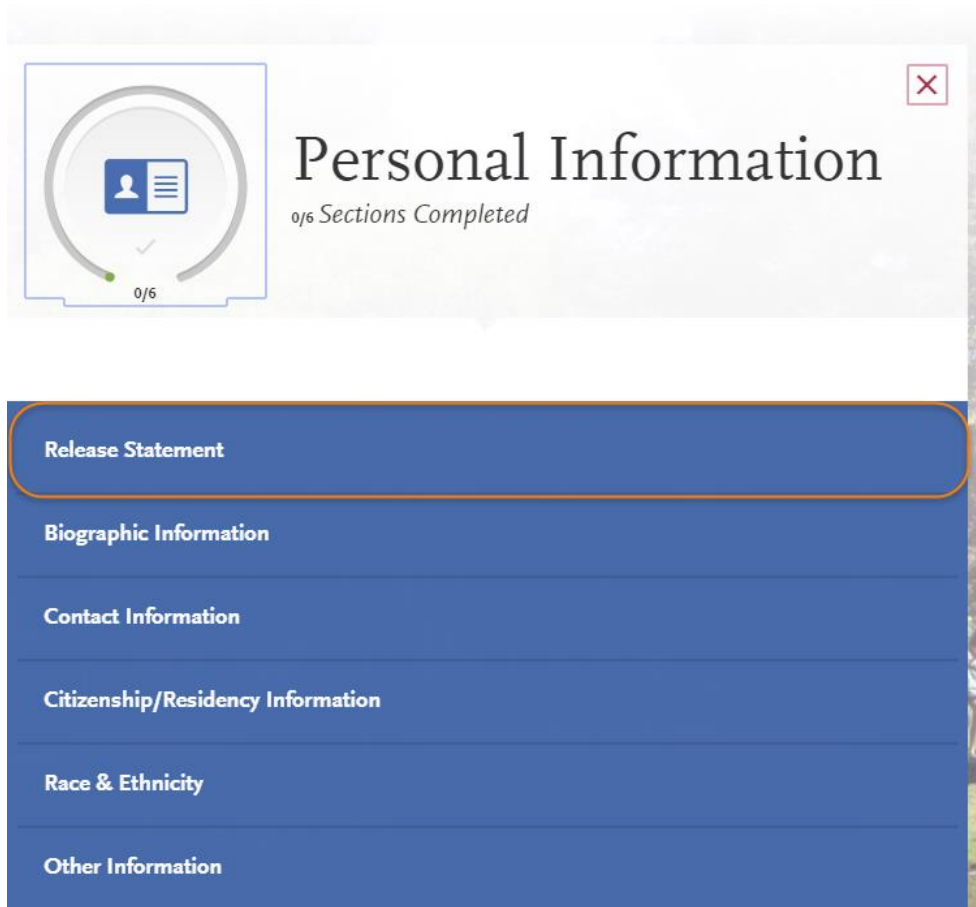 Personal Information
0/6 Sections Completed
0/6
Release Statement
Biographic Information
Contact Information
Citizenship/Residency Information
Race & Ethnicity
Other Information